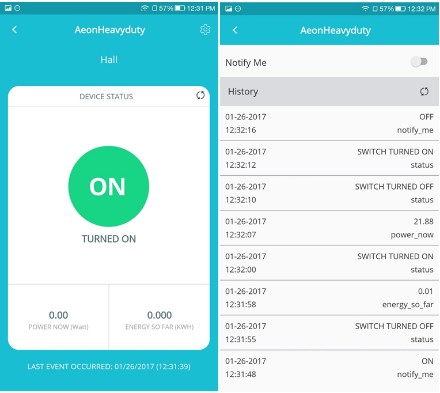 57% 12:31 PM
AeonHeavyduty
Hall
DEVICE STATUS
ON
TURNED ON
0.00 0.000
POWER NOW (Watt) ENERGY SO FAR (KWH)
LAST EVENT OCCURRED: 01/26/2017 (12:31:39)
57% 12:32 PM
AeonHeavyduty
Notify Me
History
01-26-2017 OFF
12:32:16 notify_me
01-26-2017 SWITCH TURNED ON
12:32:12 status
01-26-2017 SWITCH TURNED OFF
12:32:10 status
01-26-2017 21.88
12:32:07 power_now
01-26-2017 SWITCH TURNED ON
12:32:00 status
01-26-2017 0.01
12:31:58 energy_so_far
01-26-2017 SWITCH TURNED OFF
12:31:55 status
01-26-2017 ON
12:31:48 notify_me